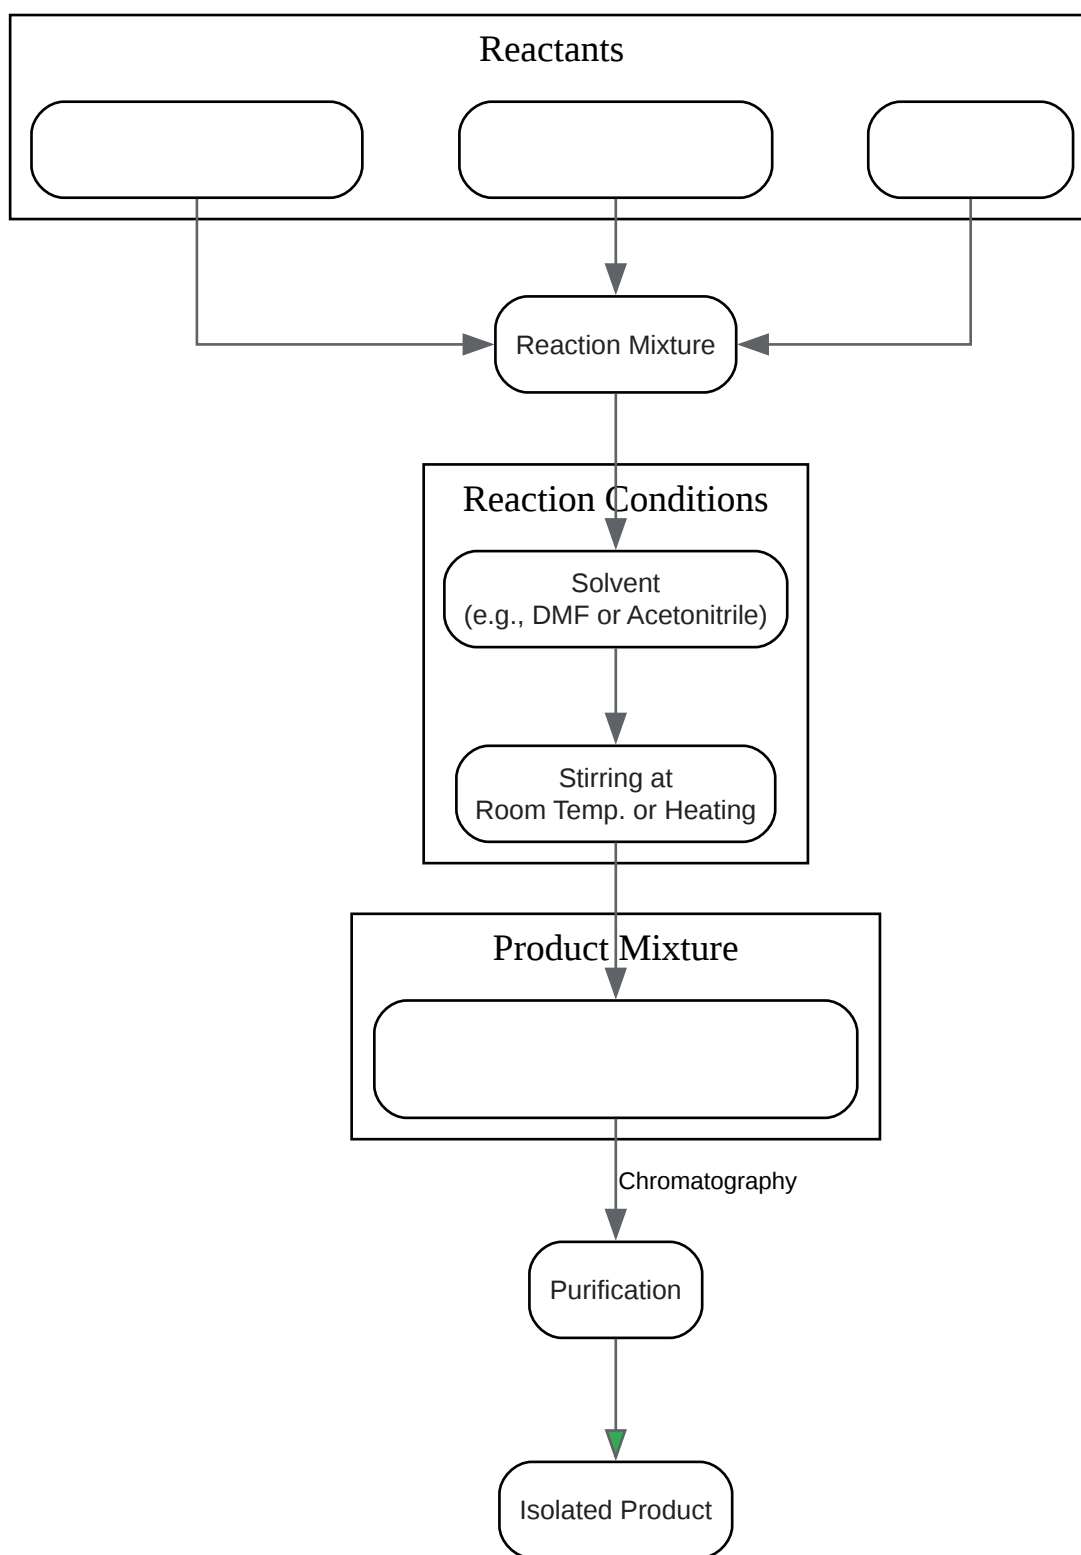 Reactants
Reaction Mixture
Reaction Conditions
Solvent
(e.g., DMF or Acetonitrile)
Stirring at
Room Temp. or Heating
Product Mixture
Chromatography
Purification
Isolated Product